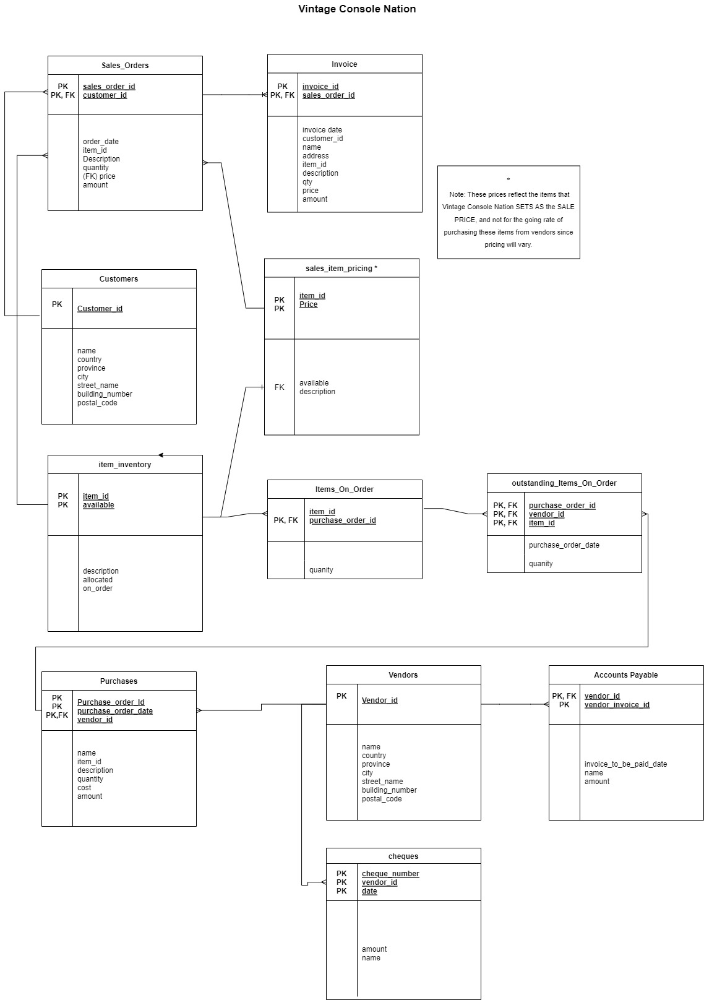 Vintage Console Nation
Sales_Orders
PK sales_order_id
PK, FK customer_id
order_date
item_id
Description
quantity
(FK) price
amount
Invoice
PK invoice_id
PK, FK sales_order_id
invoice date
customer_id
name
address
item_id
description
qty
price
amount
*
Note: These prices reflect the items that
Vintage Console Nation SETS AS the SALE
PRICE, and not for the going rate of
purchasing these items from vendors since
pricing will vary.
Customers
PK
Customer_id
name
country
province
city
street_name
building_number
postal_code
sales_item_pricing *
PK item_id
PK Price
FK available
description
item_inventory
PK item_id
PK available
description
allocated
on_order
Items_On_Order
item_id
PK, FK purchase_order_id
quanity
outstanding_Items_On_Order
PK, FK purchase_order_id
PK, FK vendor_id
PK, FK item_id
purchase_order_date
quanity
Purchases
PK Purchase_order_Id
PK purchase_order_date
PK,FK vendor_id
name
item_id
description
quantity
cost
amount
Vendors
PK Vendor_id
name
country
province
city
street_name
building_number
postal_code
Accounts Payable
PK, FK vendor_id
PK vendor_invoice_id
invoice_to_be_paid_date
name
amount
cheques
PK cheque_number
PK vendor_id
PK date
amount
name